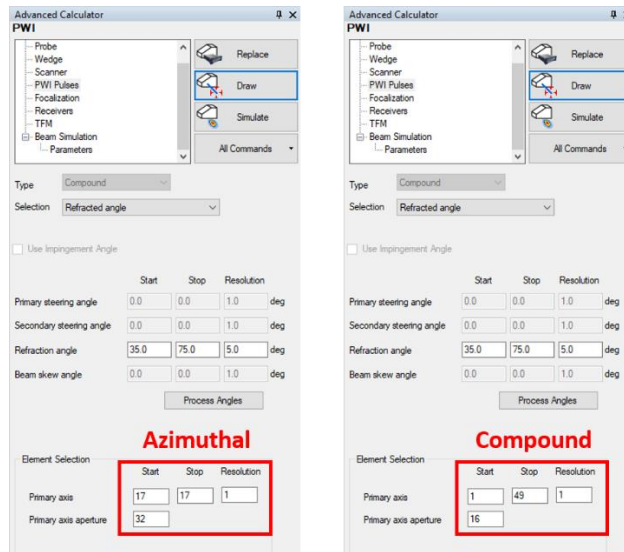 Advanced Calculator
PWI
Probe
Wedge
Scanner
PWI Pulses
Focalization
Receivers
TFM
Beam Simulation
Parameters
Replace
Draw
Simulate
All Commands
Type Compound
Selection Refracted angle
Use Impingement Angle
Start Stop Resolution
Primary steering angle 0.0 0.0 1.0 deg
Secondary steering angle 0.0 0.0 1.0 deg
Refraction angle 35.0 75.0 5.0 deg
Beam skew angle 0.0 0.0 1.0 deg
Process Angles
Azimuthal
Element Selection
Start Stop Resolution
Primary axis 17 17 1
Primary axis aperture 32
Advanced Calculator
PWI
Probe
Wedge
Scanner
PWI Pulses
Focalization
Receivers
TFM
Beam Simulation
Parameters
Replace
Draw
Simulate
All Commands
Type Compound
Selection Refracted angle
Use Impingement Angle
Start Stop Resolution
Primary steering angle 0.0 0.0 1.0 deg
Secondary steering angle 0.0 0.0 1.0 deg
Refraction angle 35.0 75.0 5.0 deg
Beam skew angle 0.0 0.0 1.0 deg
Process Angles
Compound
Element Selection
Start Stop Resolution
Primary axis 1 49 1
Primary axis aperture 16